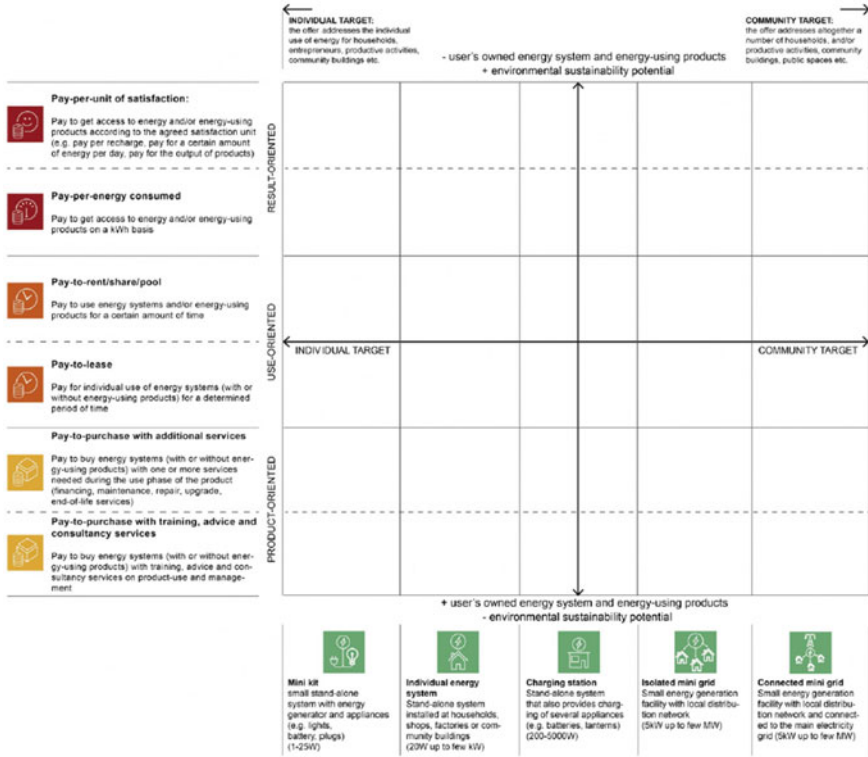 INDIVIDUAL TARGET:
the offer addresses the individual
use of energy for households,
entrepreneurs, productive activities,
community buildings etc.
- user's owned energy system and energy-using products
+ environmental sustainability potential
COMMUNITY TARGET:
the offer addresses altogether a
number of households, and/or
productive activities, community
buildings, public spaces etc.
RESULT-ORIENTED
Pay-per-unit of satisfaction:
Pay to get access to energy and/or energy-using
products according to the agreed satisfaction unit
(e.g. pay per recharge, pay for a certain amount
of energy per day, pay for the output of products)
Pay-per-energy consumed
Pay to get access to energy and/or energy-using
products on a kWh basis
USE-ORIENTED
Pay-to-rent/share/pool
Pay to use energy systems and/or energy-using
products for a certain amount of time
INDIVIDUAL TARGET
COMMUNITY TARGET
Pay-to-lease
Pay for individual use of energy systems (with or
without energy-using products) for a determined
period of time
PRODUCT-ORIENTED
Pay-to-purchase with additional services
Pay to buy energy systems (with or without ener-
gy-using products) with one or more services
needed during the use phase of the product
(financing, maintenance, repair, upgrade,
end-of-life services)
Pay-to-purchase with training, advice and
consultancy services
Pay to buy energy systems (with or without ener-
gy-using products) with training, advice and con-
sultancy services on product-use and manage-
ment
+ user's owned energy system and energy-using products
- environmental sustainability potential
Mini kit
small stand-alone
system with energy
generator and appliances
(e.g. lights,
battery, plugs)
(1-25W)
Individual energy
system
Stand-alone system
installed at households,
shops, factories or com-
munity buildings
(20W up to few kW)
Charging station
Stand-alone system
that also provides charg-
ing of several appliances
(e.g. batteries, lanterns)
(200-5000W)
Isolated mini grid
Small energy generation
facility with local distri-
bution network
(5kW up to few MW)
Connected mini grid
Small energy generation
facility with local distribu-
tion network and connect-
ed to the main electricity
grid (5kW up to few MW)